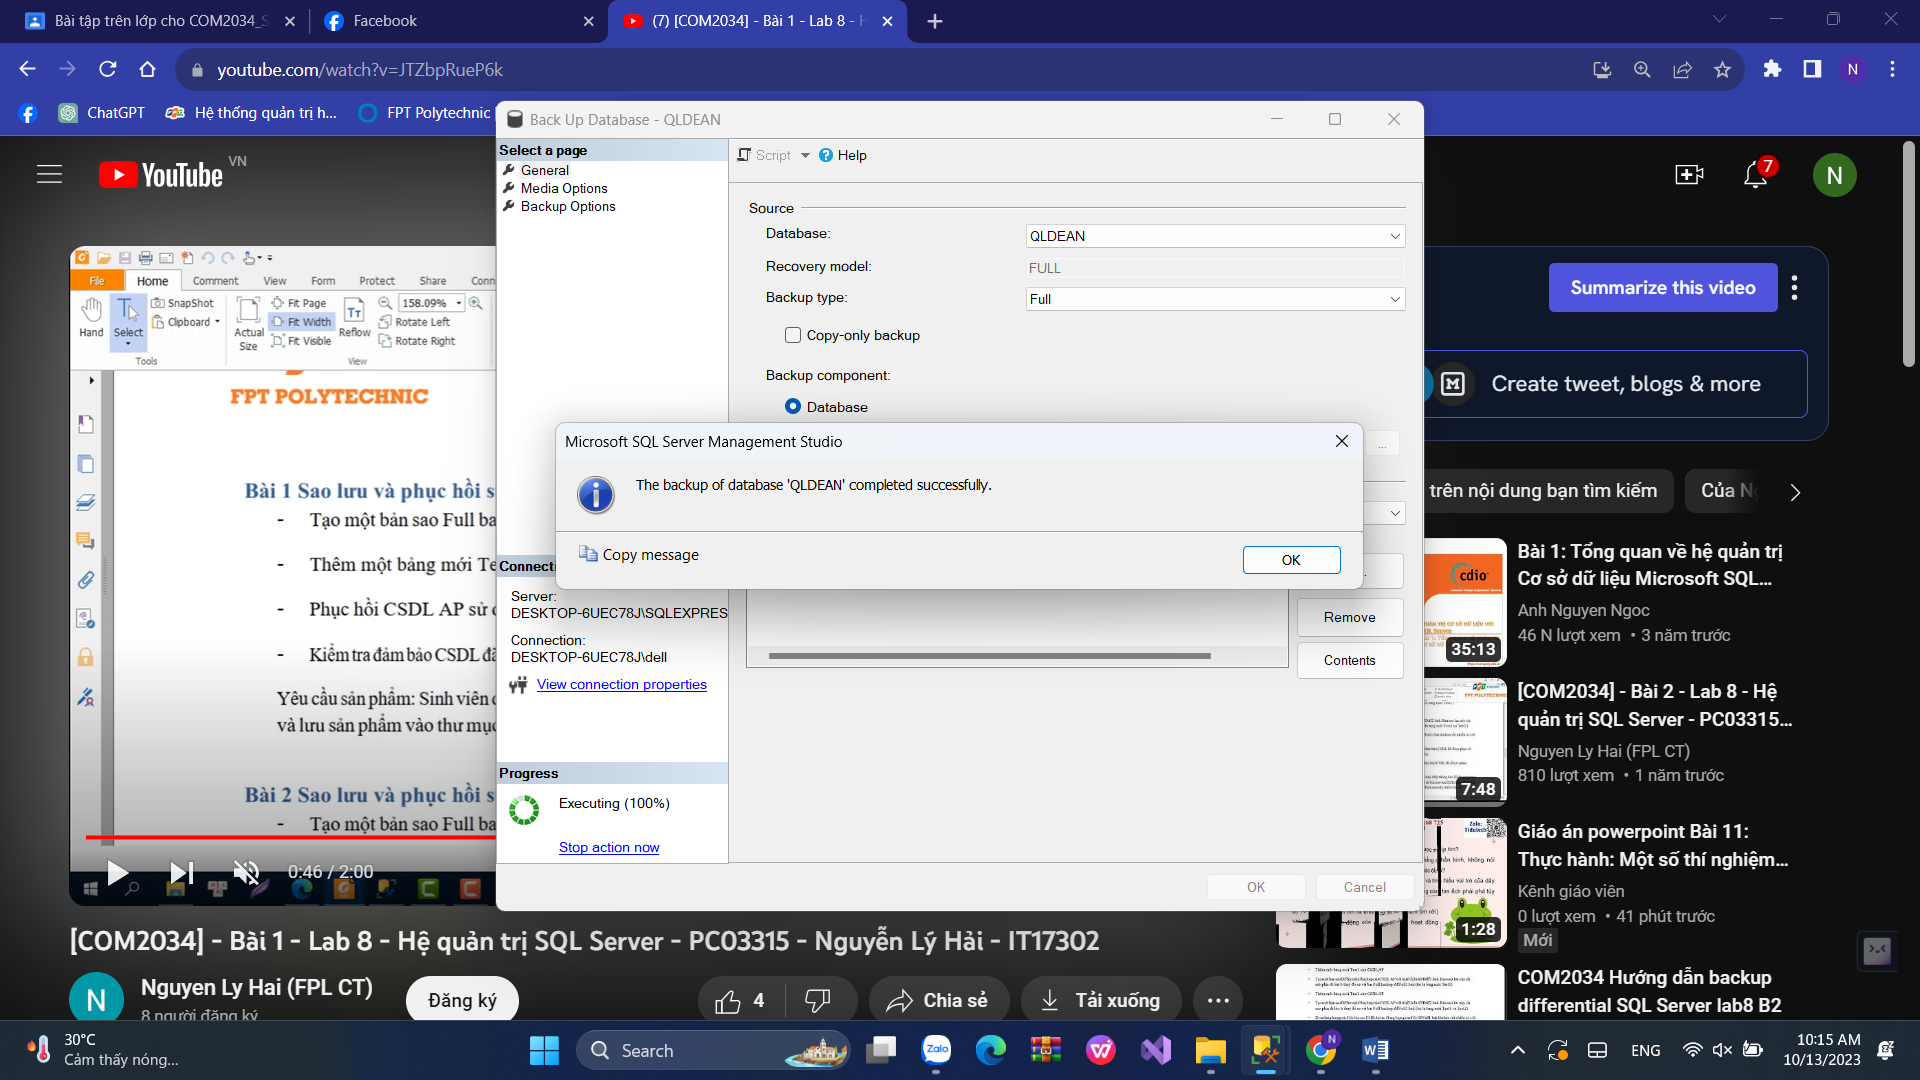 Bài tập trên lớp cho COM2034_S
Facebook
(7) [COM2034] - Bài 1 - Lab 8 - H
youtube.com/watch?v=JTZbpRueP6k
N
ChatGPT
Hệ thống quản trị h...
FPT Polytechnic
YouTube VN
7
N
Back Up Database - QLDEAN
Select a page
General
Media Options
Backup Options
Script
Help
Source
Database:
QLDEAN
Recovery model:
FULL
Backup type:
Full
Copy-only backup
Backup component:
Database
...
Microsoft SQL Server Management Studio
The backup of database 'QLDEAN' completed successfully.
Copy message
OK
Connecti
Server:
DESKTOP-6UEC78J\SQLEXPRES
Connection:
DESKTOP-6UEC78J\dell
View connection properties
Remove
Contents
Progress
Executing (100%)
Stop action now
OK
Cancel
File
Home
Comment
View
Form
Protect
Share
Conn
Hand
Select
SnapShot
Clipboard
Tools
Actual
Size
Fit Page
Fit Width
Fit Visible
Reflow
158.09%
Rotate Left
Rotate Right
View
FPT POLYTECHNIC
Bài 1 Sao lưu và phục hồi s
- Tạo một bản sao Full ba
- Thêm một bảng mới Te
- Phục hồi CSDL AP sử d
- Kiểm tra đảm bảo CSDL đã
Yêu cầu sản phẩm: Sinh viên c
và lưu sản phẩm vào thư mục
Bài 2 Sao lưu và phục hồi s
- Tạo một bản sao Full ba
0:46 / 2:00
[COM2034] - Bài 1 - Lab 8 - Hệ quản trị SQL Server - PC03315 - Nguyễn Lý Hải - IT17302
N
Nguyen Ly Hai (FPL CT)
8 người đăng ký
Đăng ký
4
Chia sẻ
Tải xuống
Summarize this video
Create tweet, blogs & more
trên nội dung bạn tìm kiếm
Của Ng
cdio
35:13
Bài 1: Tổng quan về hệ quản trị
Cơ sở dữ liệu Microsoft SQL...
Anh Nguyen Ngoc
46 N lượt xem • 3 năm trước
7:48
[COM2034] - Bài 2 - Lab 8 - Hệ
quản trị SQL Server - PC03315...
Nguyen Ly Hai (FPL CT)
810 lượt xem • 1 năm trước
1:28
Giáo án powerpoint Bài 11:
Thực hành: Một số thí nghiệm...
Kênh giáo viên
0 lượt xem • 41 phút trước
Mới
COM2034 Hướng dẫn backup
differential SQL Server lab8 B2
30°C
Cảm thấy nóng...
Search
Zalo
N
ENG
10:15 AM
10/13/2023